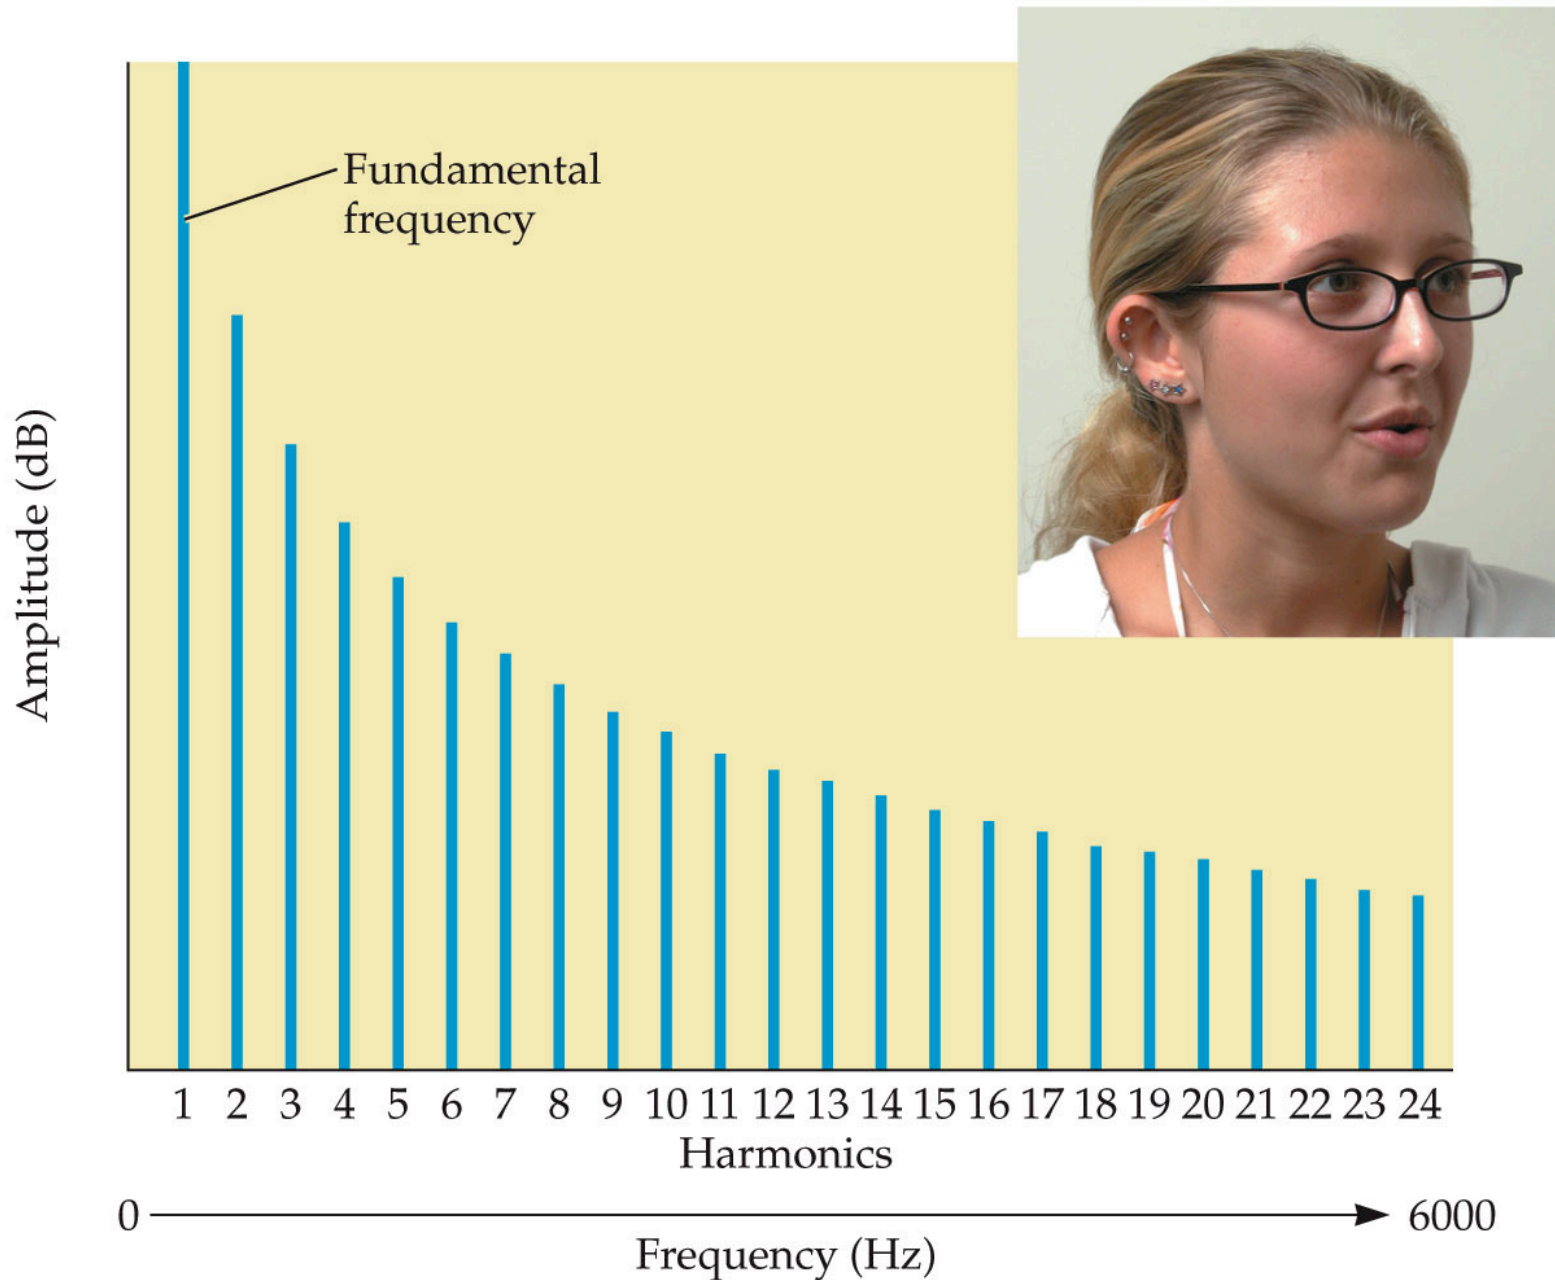 Fundamental
frequency
Amplitude (dB)
1 2 3 4 5 6 7 8 9 10 11 12 13 14 15 16 17 18 19 20 21 22 23 24
Harmonics
0 6000
Frequency (Hz)